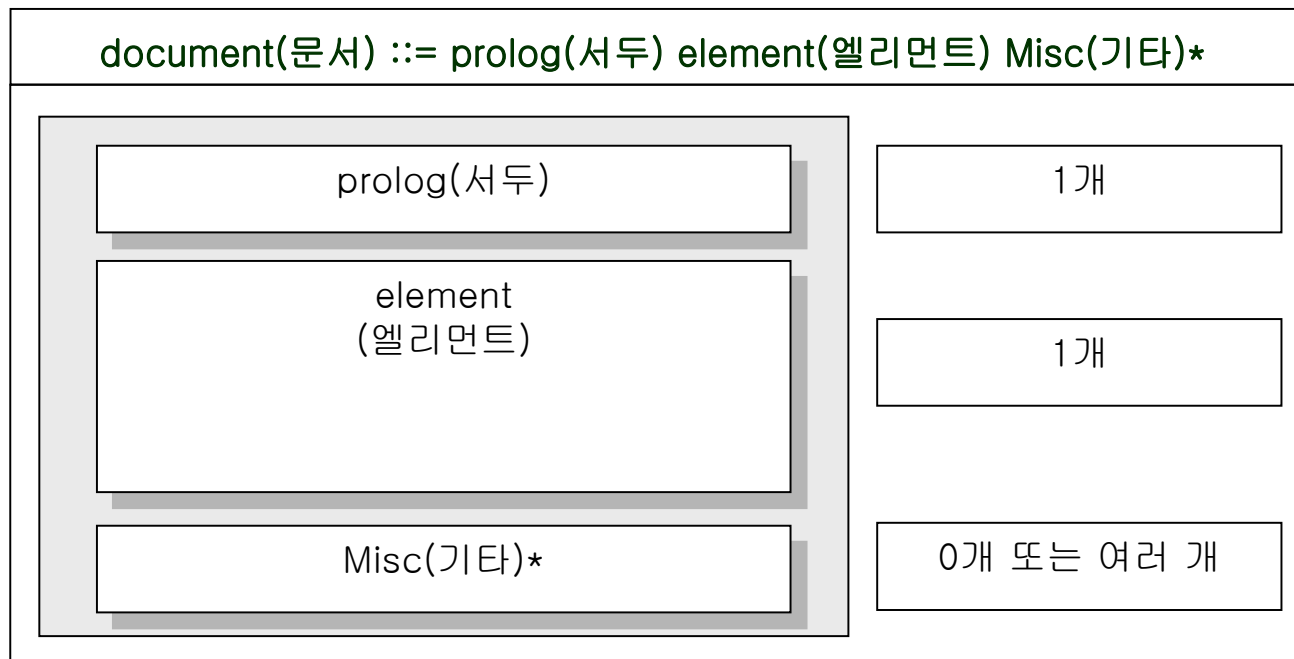 document(문서) ::= prolog(서두) element(엘리먼트) Misc(기타)*
prolog(서두)
1개
element
(엘리먼트)
1개
Misc(기타)*
0개 또는 여러 개